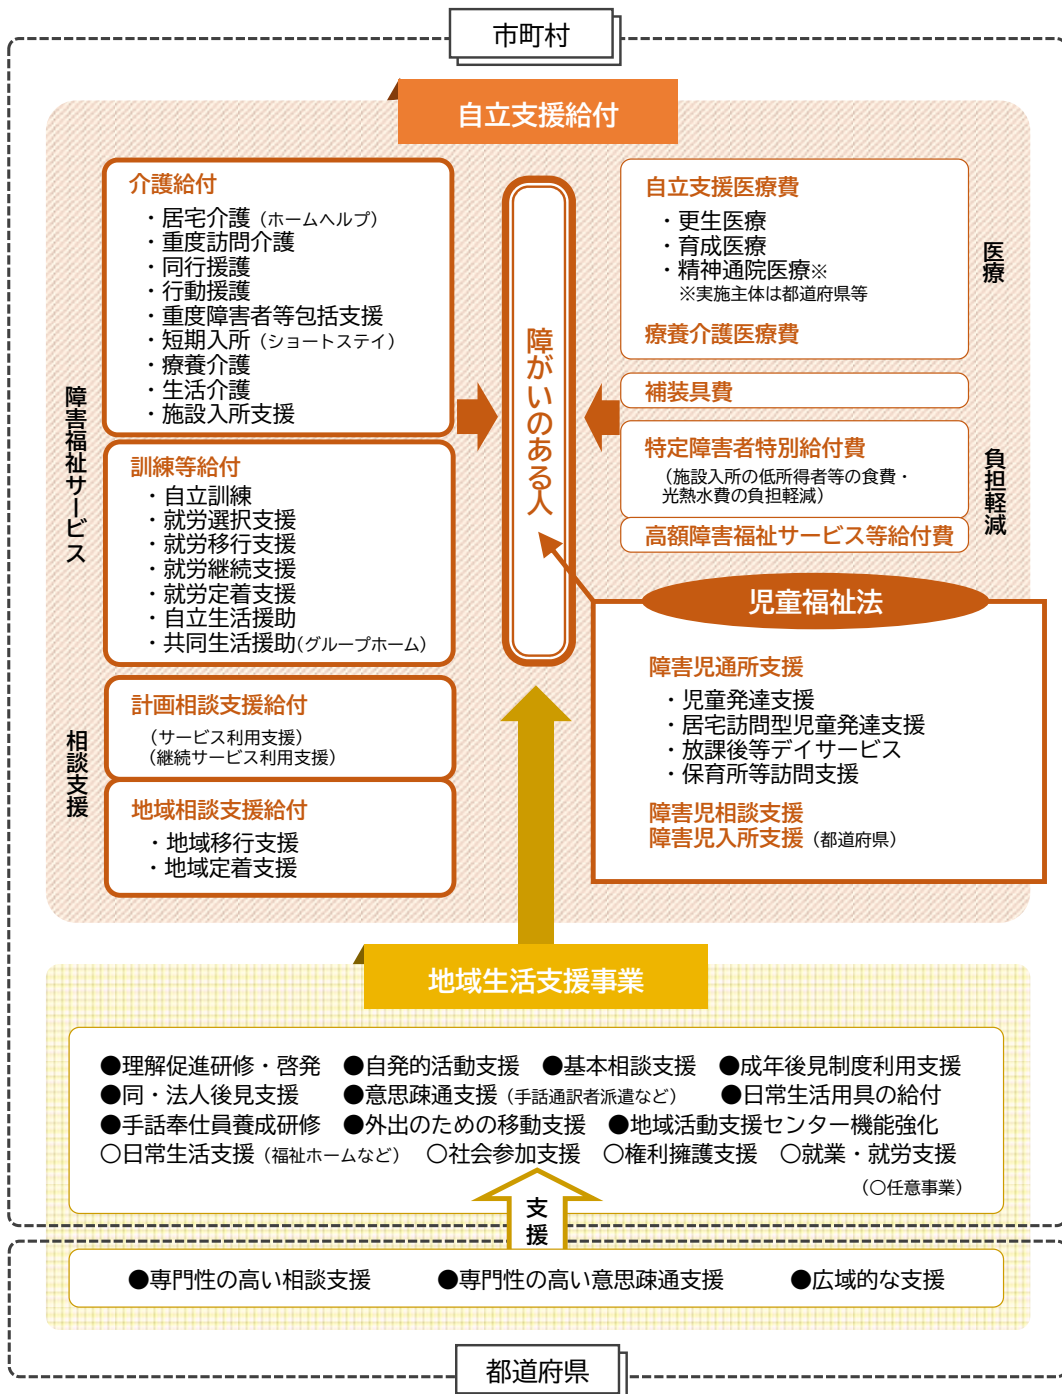 市町村
自立支援給付
障害福祉サービス
介護給付
・居宅介護（ホームヘルプ）
・重度訪問介護
・同行援護
・行動援護
・重度障害者等包括支援
・短期入所（ショートステイ）
・療養介護
・生活介護
・施設入所支援
訓練等給付
・自立訓練
・就労選択支援
・就労移行支援
・就労継続支援
・就労定着支援
・自立生活援助
・共同生活援助(グループホーム)
相談支援
計画相談支援給付
（サービス利用支援）
（継続サービス利用支援）
地域相談支援給付
・地域移行支援
・地域定着支援
障がいのある人
医療
自立支援医療費
・更生医療
・育成医療
・精神通院医療※
※実施主体は都道府県等
療養介護医療費
補装具費
負担軽減
特定障害者特別給付費
（施設入所の低所得者等の食費・
光熱水費の負担軽減）
高額障害福祉サービス等給付費
児童福祉法
障害児通所支援
・児童発達支援
・居宅訪問型児童発達支援
・放課後等デイサービス
・保育所等訪問支援
障害児相談支援
障害児入所支援（都道府県）
地域生活支援事業
●理解促進研修・啓発 ●自発的活動支援 ●基本相談支援 ●成年後見制度利用支援
●同・法人後見支援 ●意思疎通支援（手話通訳者派遣など） ●日常生活用具の給付
●手話奉仕員養成研修 ●外出のための移動支援 ●地域活動支援センター機能強化
○日常生活支援（福祉ホームなど） ○社会参加支援 ○権利擁護支援 ○就業・就労支援
（○任意事業）
支援
●専門性の高い相談支援 ●専門性の高い意思疎通支援 ●広域的な支援
都道府県